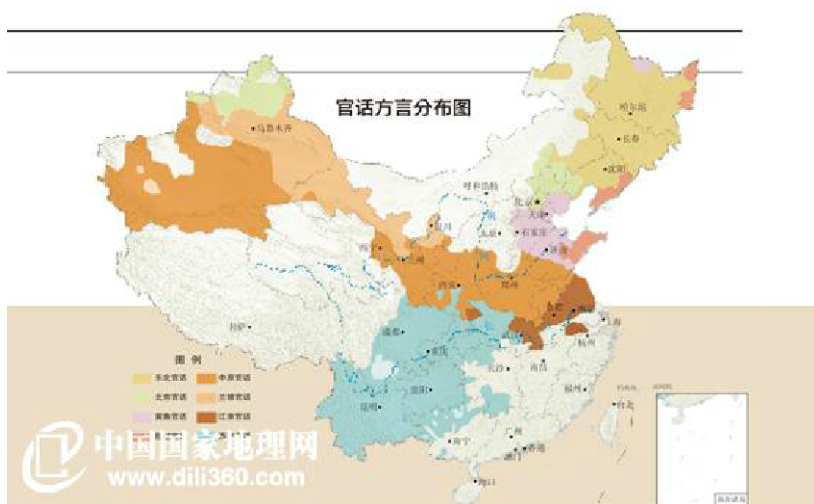 官话方言分布图
哈尔滨
长春
沈阳
乌鲁木齐
呼和浩特
北京
天津
银川
太原
石家庄
济南
西宁
兰州
西安
郑州
合肥
南京
上海
拉萨
成都
武汉
杭州
重庆
长沙
南昌
贵阳
福州
昆明
台北
南宁
广州
香港
澳门
海口
图例
东北官话
中原官话
北京官话
兰银官话
冀鲁官话
江淮官话
中国国家地理网
www.dili360.com
南海诸岛